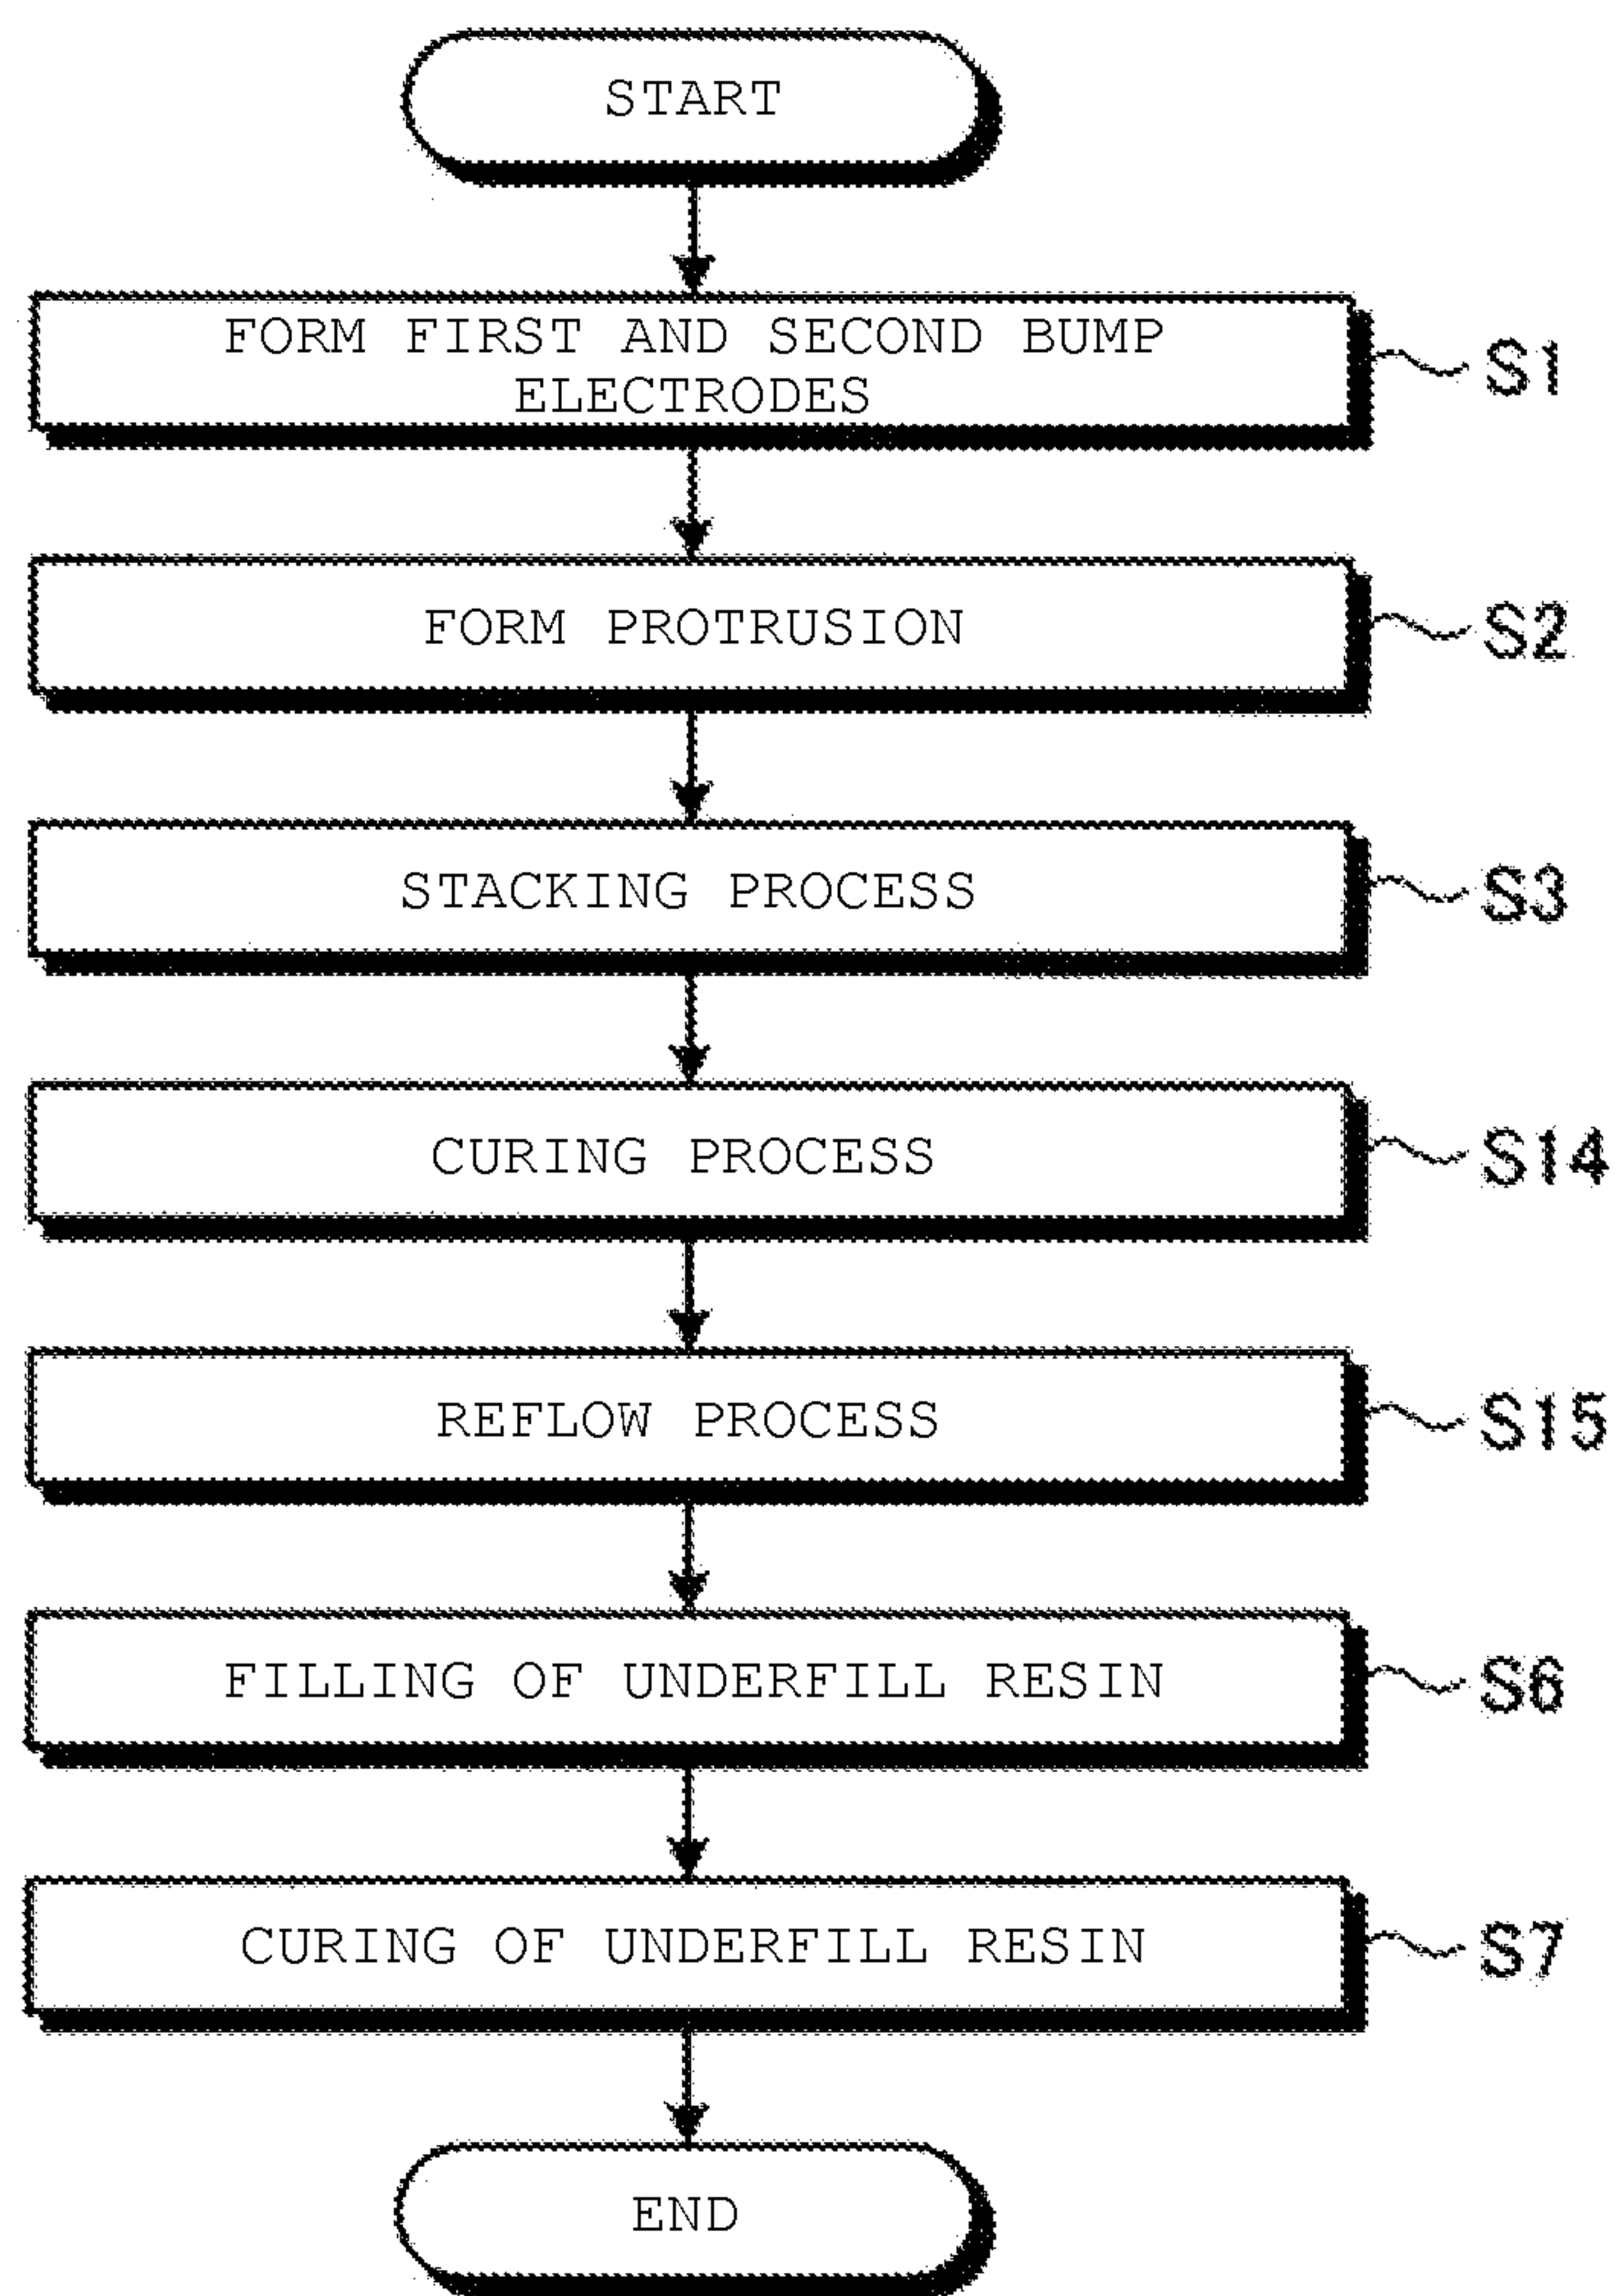 START
FORM FIRST AND SECOND BUMP
ELECTRODES
S1
FORM PROTRUSION
S2
STACKING PROCESS
S3
CURING PROCESS
S14
REFLOW PROCESS
S15
FILLING OF UNDERFILL RESIN
S6
CURING OF UNDERFILL RESIN
S7
END